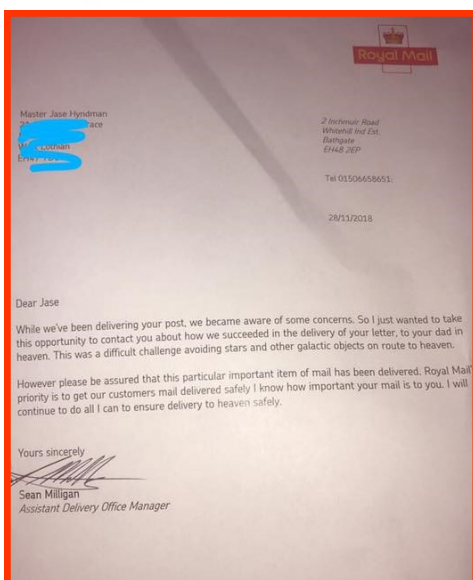 Royal Mail
Master Jase Hyndman
2 Inchmuir Road
Whitehill Ind Est.
Bathgate
EH48 2EP
Tel 01506658651
28/11/2018
Dear Jase
While we've been delivering your post, we became aware of some concerns. So I just wanted to take
this opportunity to contact you about how we succeeded in the delivery of your letter, to your dad in
heaven. This was a difficult challenge avoiding stars and other galactic objects on route to heaven.
However please be assured that this particular important item of mail has been delivered. Royal Mail'
priority is to get our customers mail delivered safely I know how important your mail is to you. I will
continue to do all I can to ensure delivery to heaven safely.
Yours sincerely
Sean Milligan
Assistant Delivery Office Manager